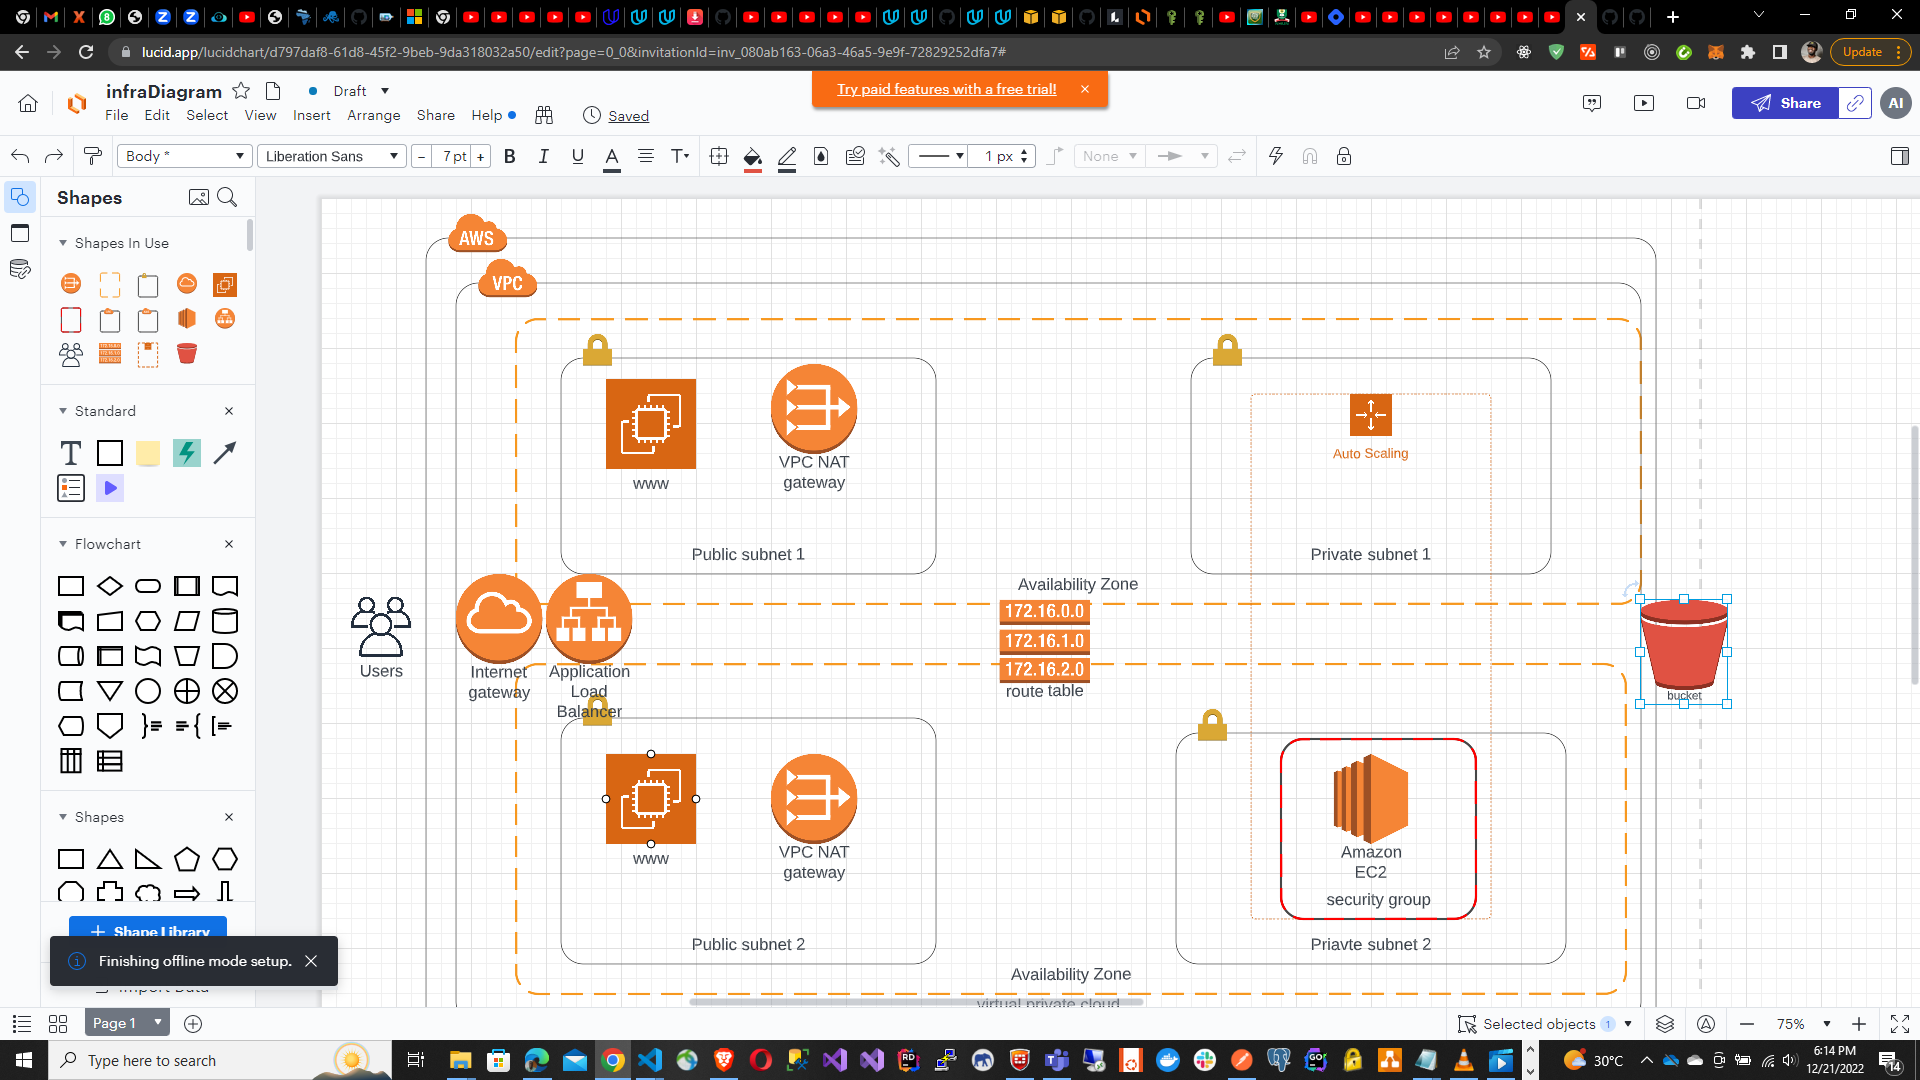 lucid.app/lucidchart/d797daf8-61d8-45f2-9beb-9da318032a50/edit?page=0_0&invitationId=inv_080ab163-06a3-46a5-9e9f-72829252dfa7#
Update
infraDiagram
Draft
Try paid features with a free trial!
File Edit Select View Insert Arrange Share Help
Saved
Share
AI
Body *
Liberation Sans
7 pt
B I U A T
1 px
None
Shapes
Shapes In Use
Standard
T
Flowchart
Shapes
Shape Library
Finishing offline mode setup.
Import Data
AWS
VPC
www
VPC NAT
gateway
Public subnet 1
Auto Scaling
Private subnet 1
Availability Zone
172.16.0.0
172.16.1.0
172.16.2.0
route table
Users
Internet
gateway
Application
Load
Balancer
bucket
www
VPC NAT
gateway
Public subnet 2
Amazon
EC2
security group
Priavte subnet 2
Availability Zone
virtual private cloud
Page 1
Selected objects 1
75%
Type here to search
30°C
6:14 PM
12/21/2022
14